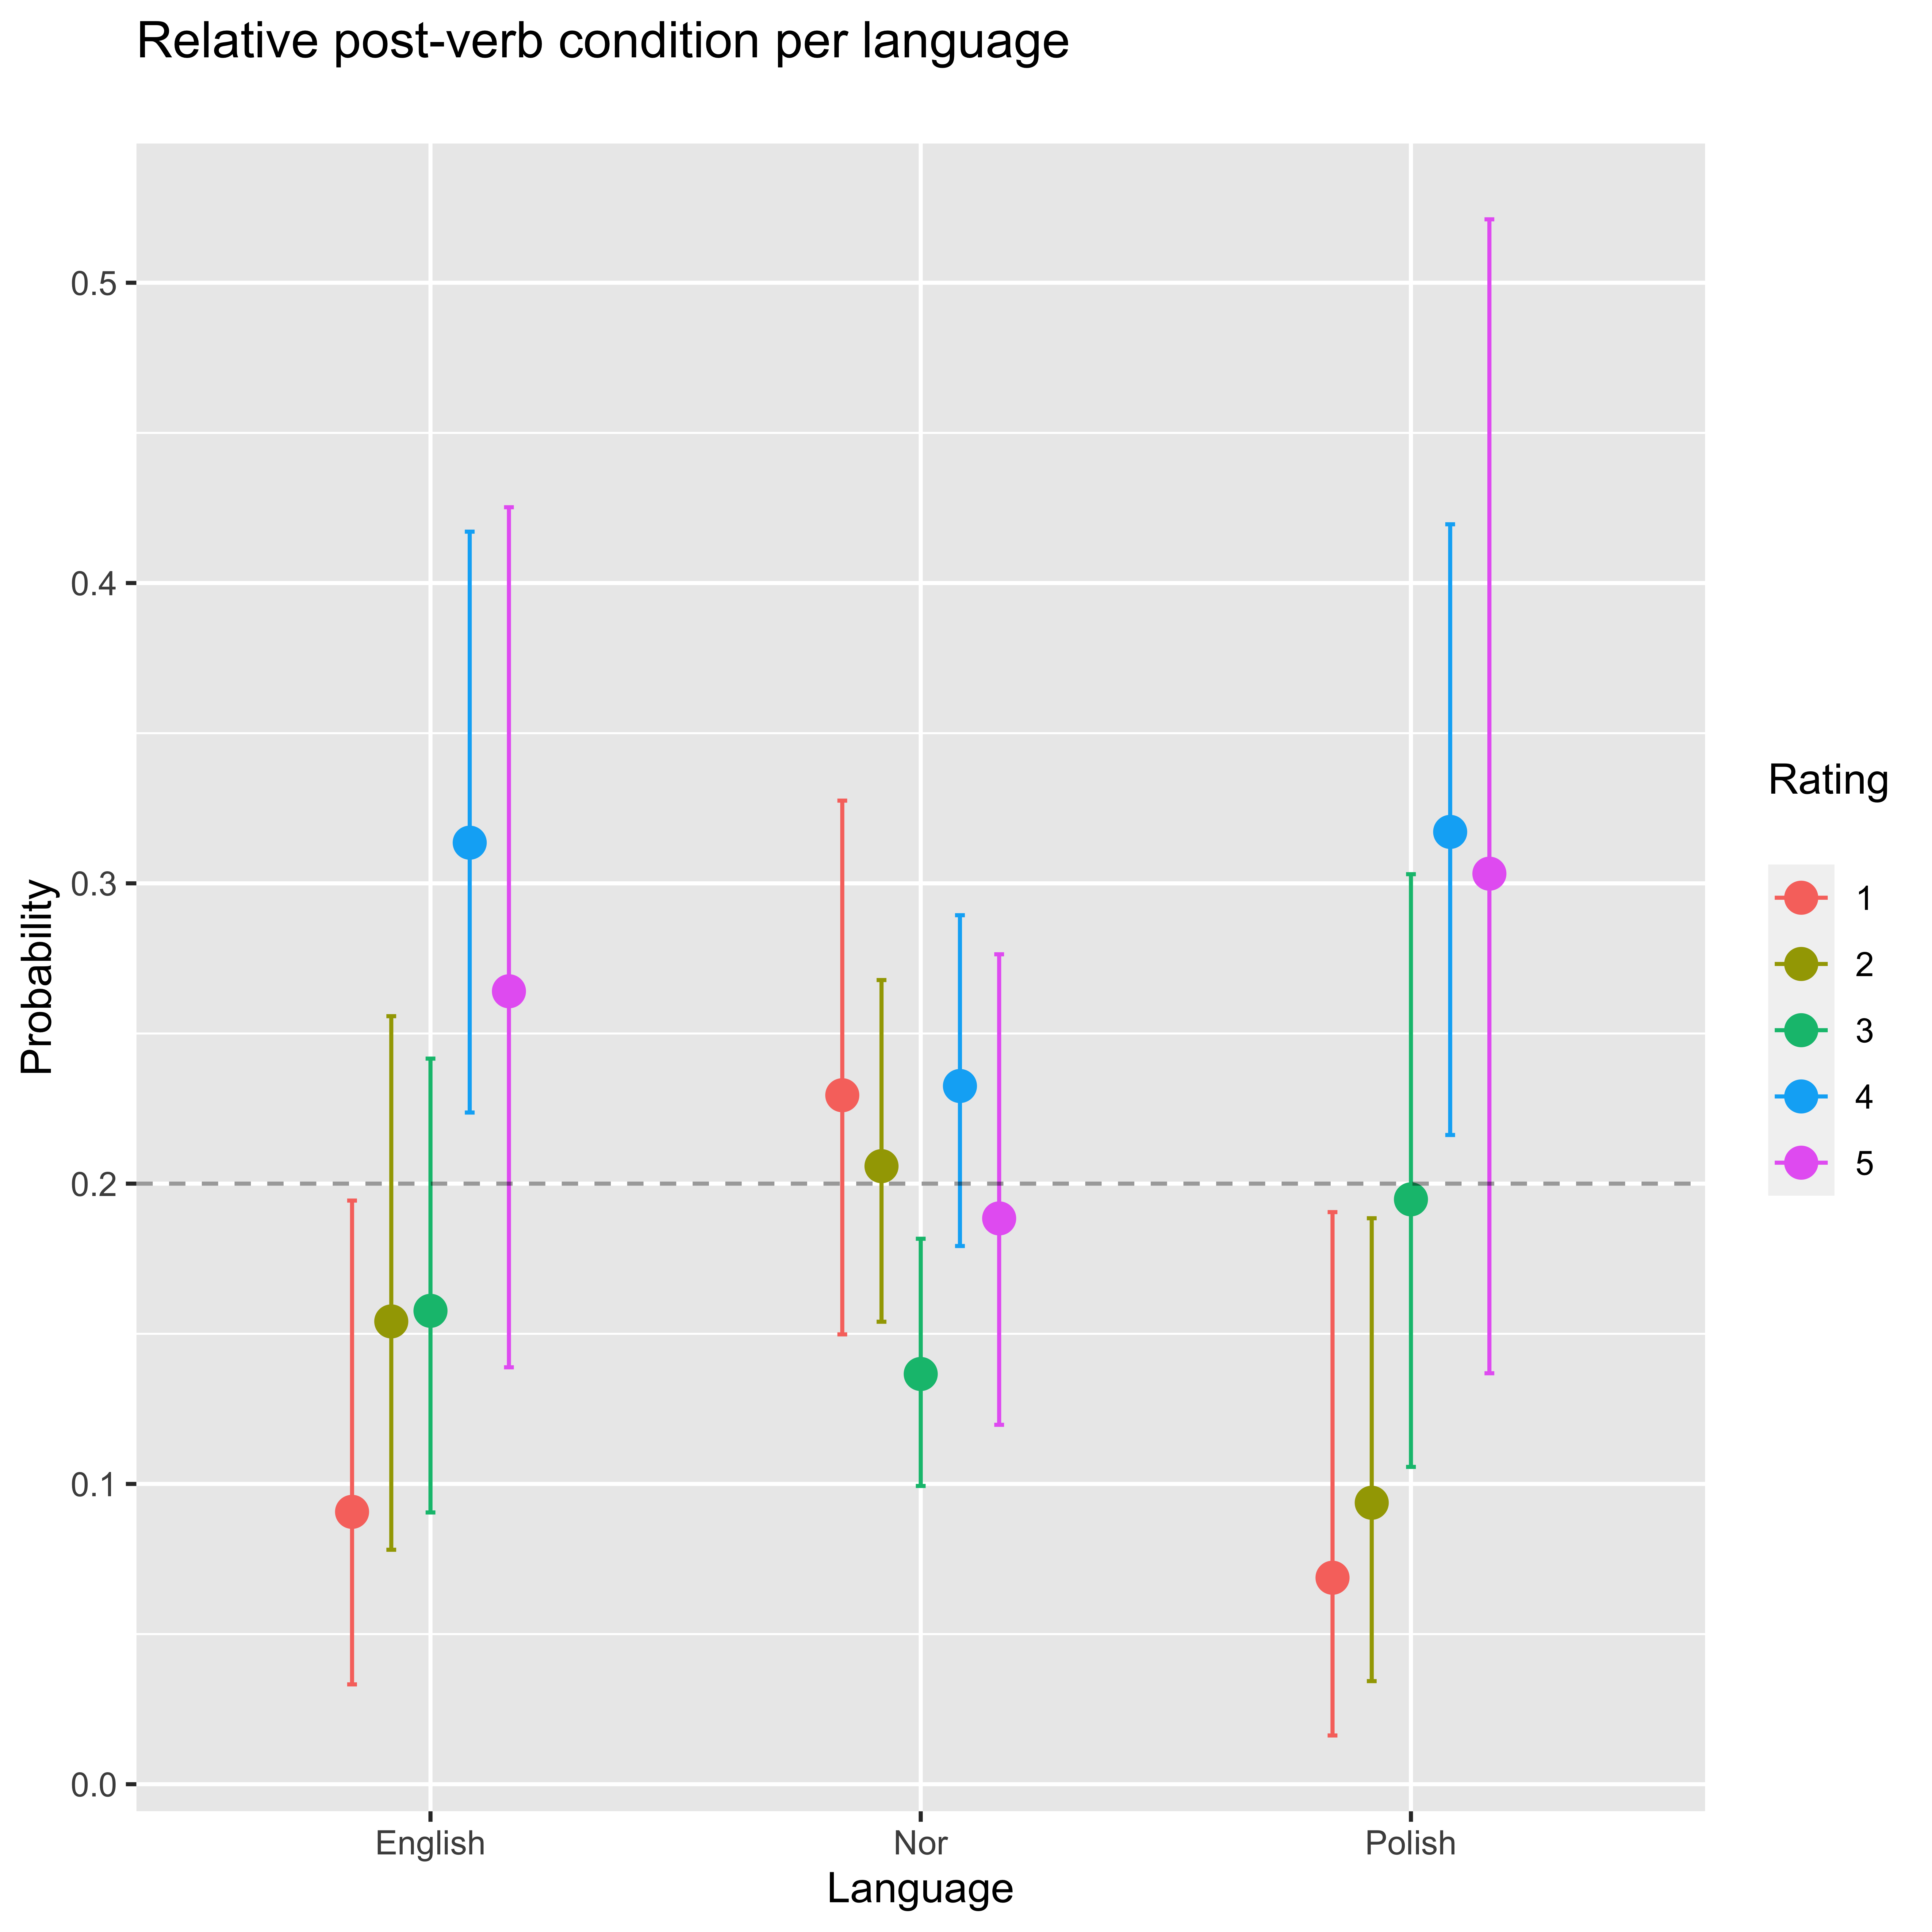 Relative post-verb condition per language
0.5
0.4
0.3
0.2
0.1
0.0
Probability
English Nor Polish
Language
Rating
1
2
3
4
5